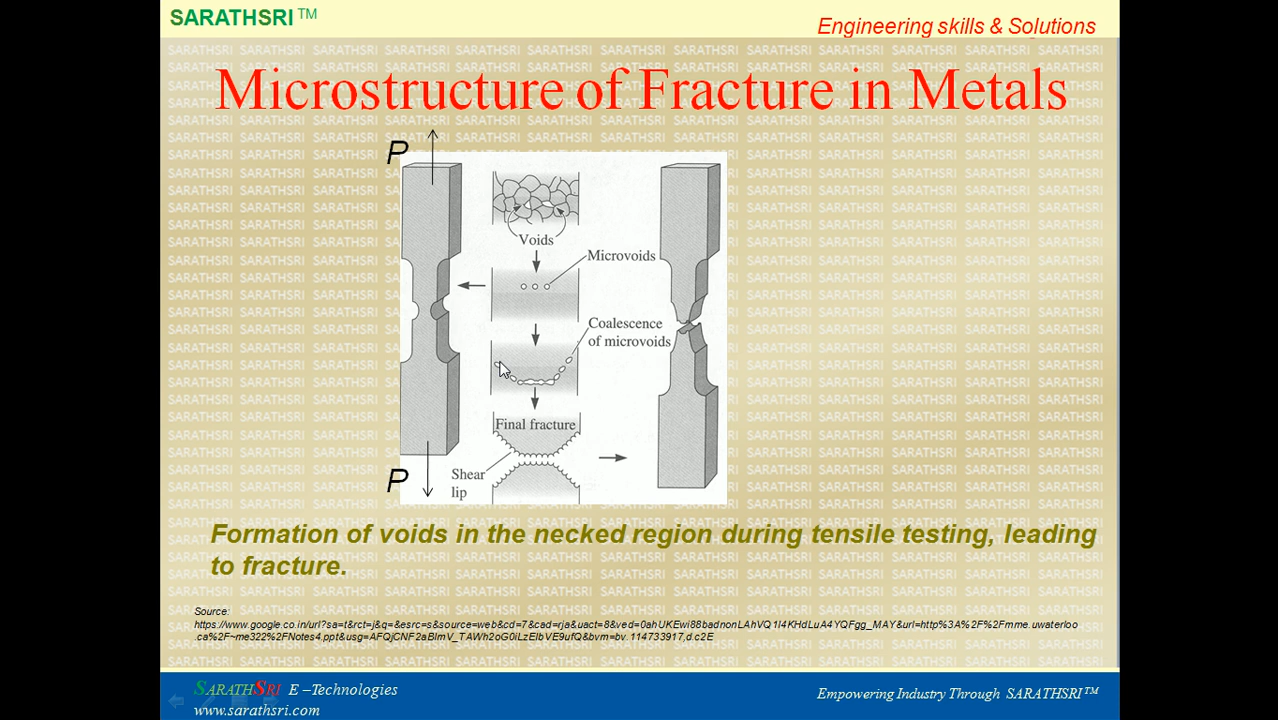 SARATHSRI TM
Engineering skills & Solutions
Microstructure of Fracture in Metals
P
Voids
Microvoids
Coalescence
of microvoids
Final fracture
Shear
lip
P
Formation of voids in the necked region during tensile testing, leading
to fracture.
Source:
https://www.google.co.in/url?sa=t&rct=j&q=&esrc=s&source=web&cd=7&cad=rja&uact=8&ved=0ahUKEwi88badnonLAhVQ1I4KHdLuA4YQFgg_MAY&url=http%3A%2F%2Fmme.uwaterloo
.ca%2F~me322%2FNotes4.ppt&usg=AFQjCNF2aBlmV_TAWh2oG0iLzElbVE9ufQ&bvm=bv.114733917,d.c2E
SARATHSRI E –Technologies
Empowering Industry Through SARATHSRI TM
www.sarathsri.com